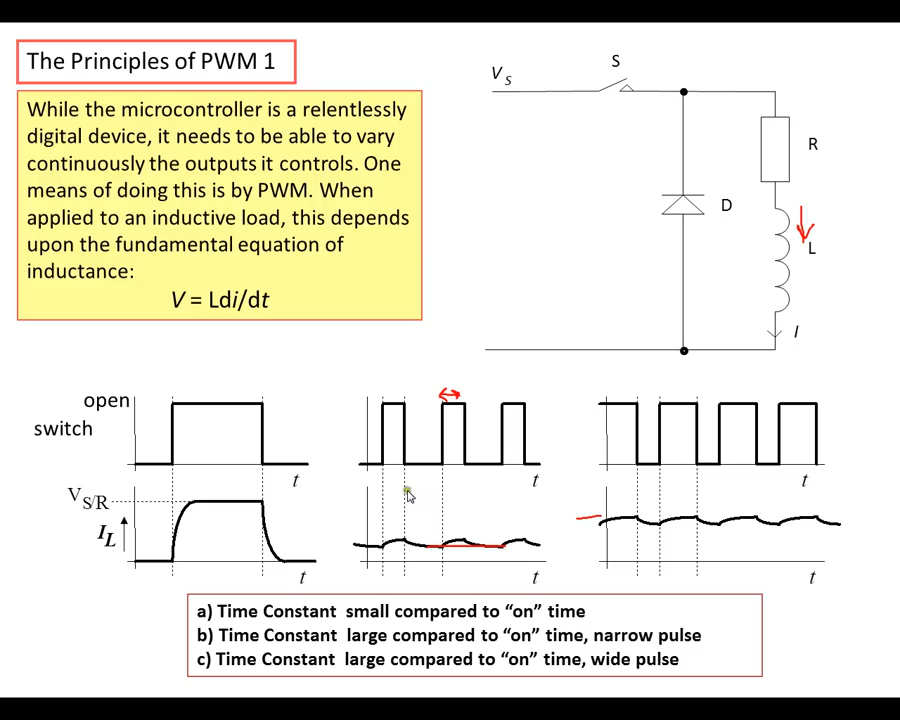 The Principles of PWM 1
While the microcontroller is a relentlessly
digital device, it needs to be able to vary
continuously the outputs it controls. One
means of doing this is by PWM. When
applied to an inductive load, this depends
upon the fundamental equation of
inductance:
V = Ldi/dt
VS
S
R
D
L
I
open
switch
t
t
t
VS/R
IL
t
t
t
a) Time Constant small compared to “on” time
b) Time Constant large compared to “on” time, narrow pulse
c) Time Constant large compared to “on” time, wide pulse